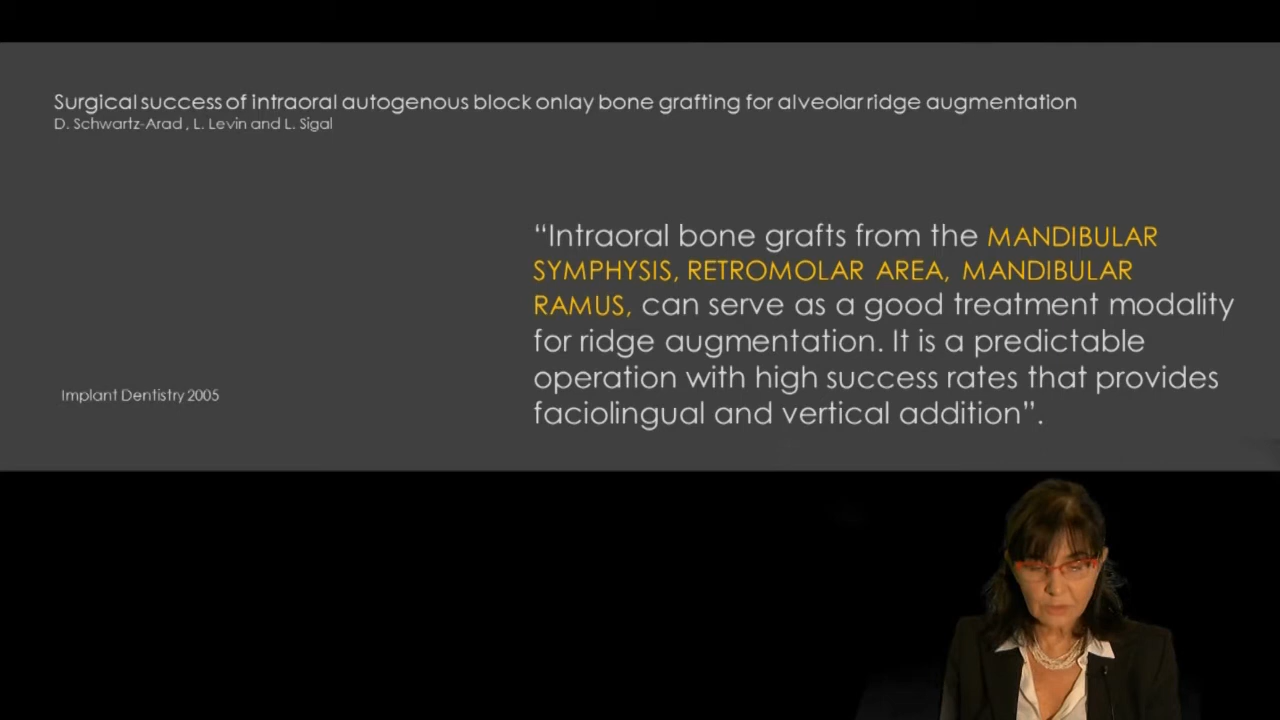 Surgical success of intraoral autogenous block onlay bone grafting for alveolar ridge augmentation
D. Schwartz-Arad , L. Levin and L. Sigal
“Intraoral bone grafts from the MANDIBULAR
SYMPHYSIS, RETROMOLAR AREA, MANDIBULAR
RAMUS, can serve as a good treatment modality
for ridge augmentation. It is a predictable
operation with high success rates that provides
faciolingual and vertical addition”.
Implant Dentistry 2005